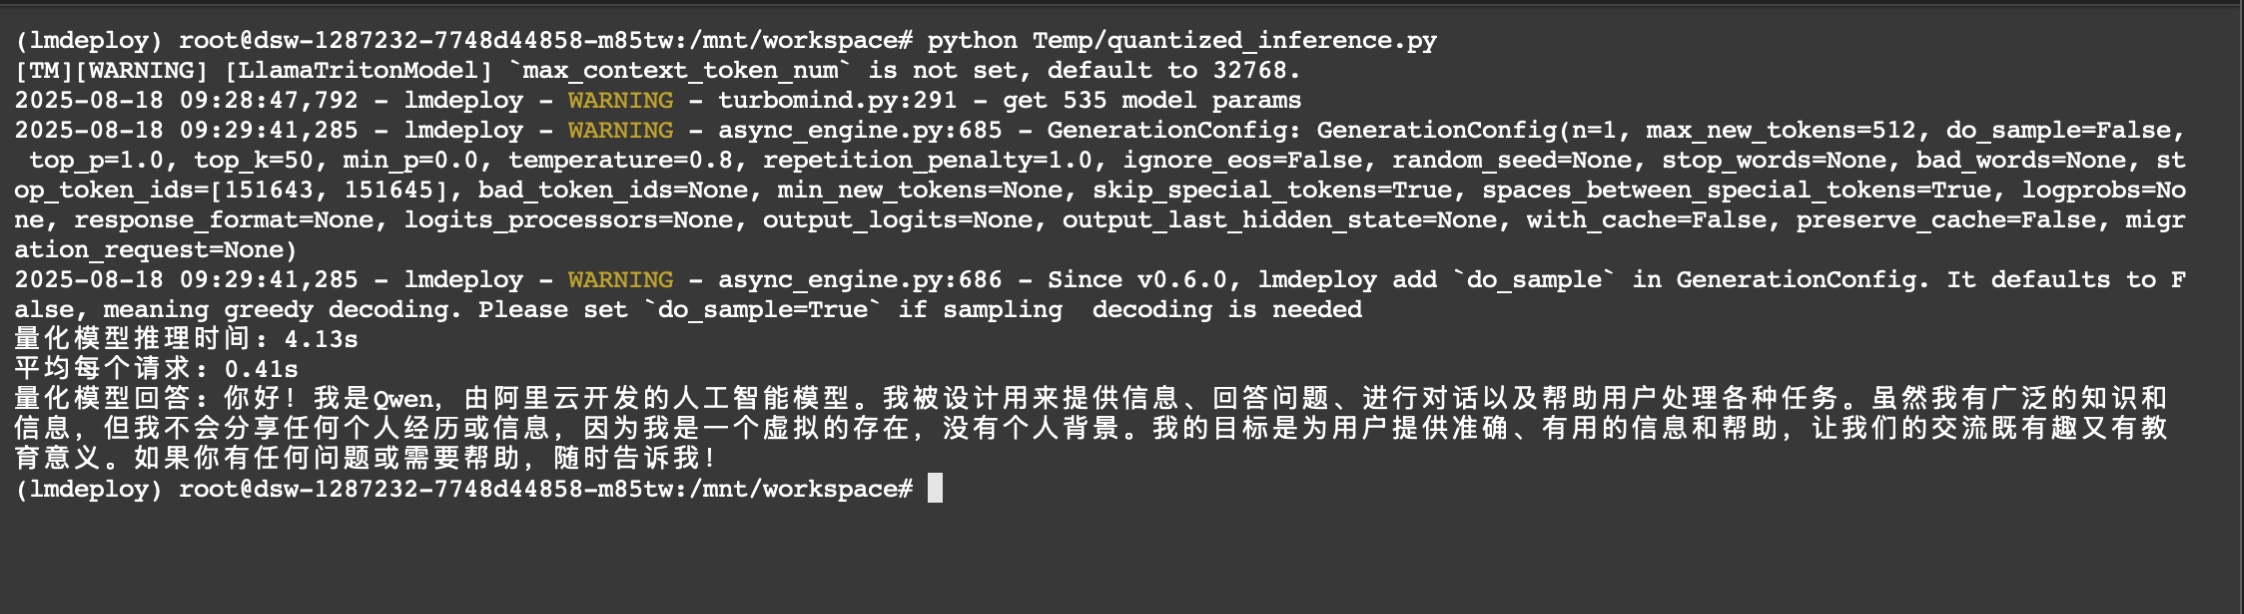 (lmdeploy) root@dsw-1287232-7748d44858-m85tw:/mnt/workspace# python Temp/quantized_inference.py
[TM][WARNING] [LlamaTritonModel] `max_context_token_num` is not set, default to 32768.
2025-08-18 09:28:47,792 - lmdeploy - WARNING - turbomind.py:291 - get 535 model params
2025-08-18 09:29:41,285 - lmdeploy - WARNING - async_engine.py:685 - GenerationConfig: GenerationConfig(n=1, max_new_tokens=512, do_sample=False,
 top_p=1.0, top_k=50, min_p=0.0, temperature=0.8, repetition_penalty=1.0, ignore_eos=False, random_seed=None, stop_words=None, bad_words=None, st
op_token_ids=[151643, 151645], bad_token_ids=None, min_new_tokens=None, skip_special_tokens=True, spaces_between_special_tokens=True, logprobs=No
ne, response_format=None, logits_processors=None, output_logits=None, output_last_hidden_state=None, with_cache=False, preserve_cache=False, migr
ation_request=None)
2025-08-18 09:29:41,285 - lmdeploy - WARNING - async_engine.py:686 - Since v0.6.0, lmdeploy add `do_sample` in GenerationConfig. It defaults to F
alse, meaning greedy decoding. Please set `do_sample=True` if sampling  decoding is needed
量化模型推理时间: 4.13s
平均每个请求: 0.41s
量化模型回答: 你好！我是Qwen，由阿里云开发的人工智能模型。我被设计用来提供信息、回答问题、进行对话以及帮助用户处理各种任务。虽然我有广泛的知识和
信息，但我不会分享任何个人经历或信息，因为我是一个虚拟的存在，没有个人背景。我的目标是为用户提供准确、有用的信息和帮助，让我们的交流既有趣又有教
育意义。如果你有任何问题或需要帮助，随时告诉我！
(lmdeploy) root@dsw-1287232-7748d44858-m85tw:/mnt/workspace#